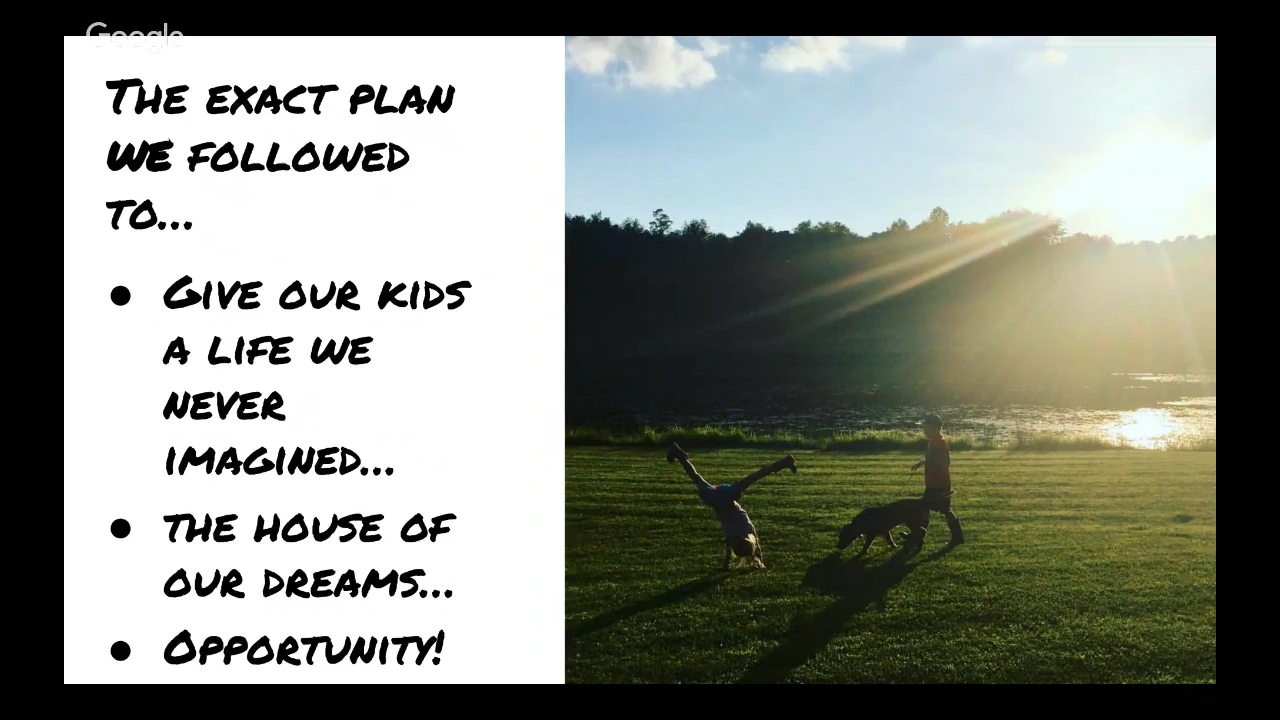 Google
The exact plan
we followed
to...
● Give our kids
a life we
never
imagined...
● the house of
our dreams...
● Opportunity!